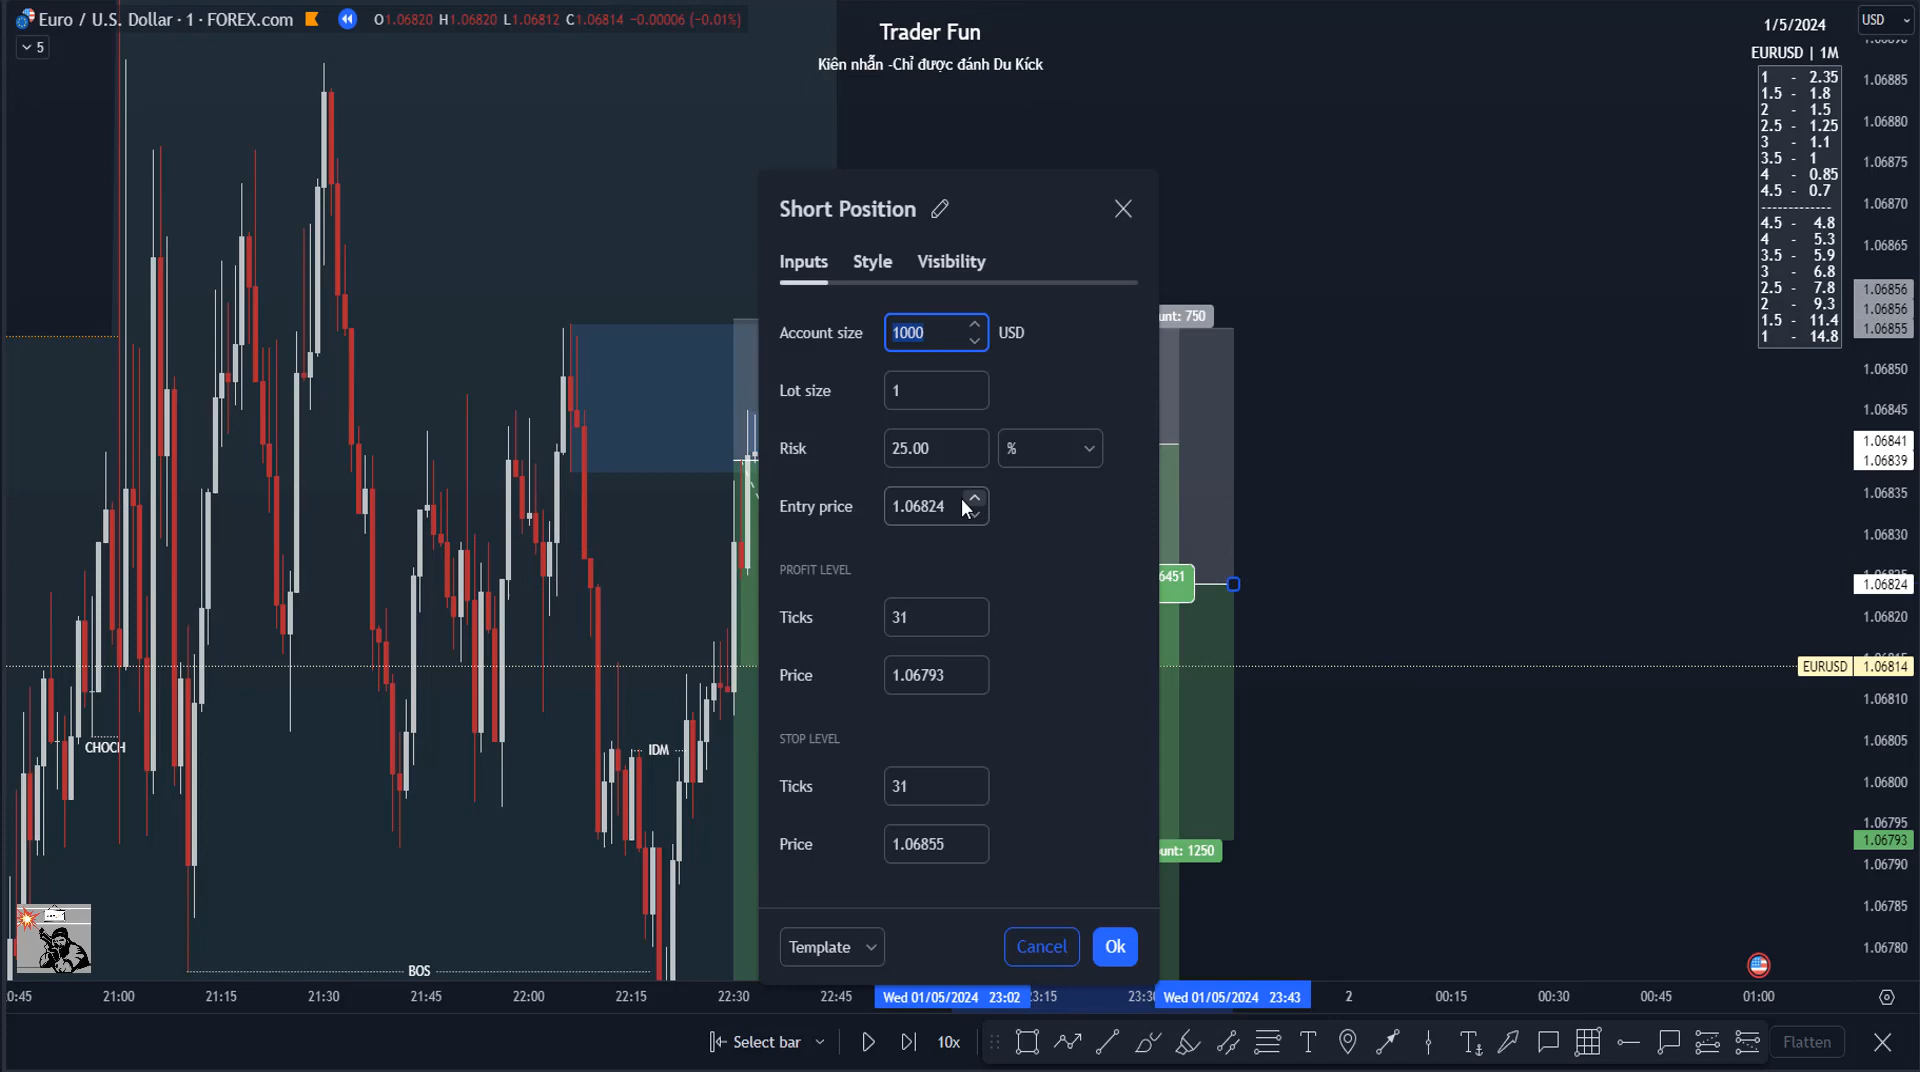 Euro / U.S. Dollar · 1 · FOREX.com O1.06820 H1.06820 L1.06812 C1.06814 −0.00006 (−0.01%)
5
Trader Fun
Kiên nhẫn -Chỉ được đánh Du Kích
1/5/2024
EURUSD | 1M
1 - 2.35
1.5 - 1.8
2 - 1.5
2.5 - 1.25
3 - 1.1
3.5 - 1
4 - 0.85
4.5 - 0.7
-------------
4.5 - 4.8
4 - 5.3
3.5 - 5.9
3 - 6.8
2.5 - 7.8
2 - 9.3
1.5 - 11.4
1 - 14.8
USD
1.06885
1.06880
1.06875
1.06870
1.06865
1.06856
1.06856
1.06855
1.06850
1.06845
1.06841
1.06839
1.06835
1.06830
1.06824
1.06820
EURUSD 1.06814
1.06810
1.06805
1.06800
1.06795
1.06793
1.06790
1.06785
1.06780
Short Position
Inputs Style Visibility
Account size 1000 USD
Lot size 1
Risk 25.00 %
Entry price 1.06824
PROFIT LEVEL
Ticks 31
Price 1.06793
STOP LEVEL
Ticks 31
Price 1.06855
Template Cancel Ok
unt: 750
6451
unt: 1250
CHOCH
IDM
BOS
0:45 21:00 21:15 21:30 21:45 22:00 22:15 22:30 22:45 Wed 01/05/2024 23:02 23:15 23:30 Wed 01/05/2024 23:43 2 00:15 00:30 00:45 01:00
Select bar 10x Flatten